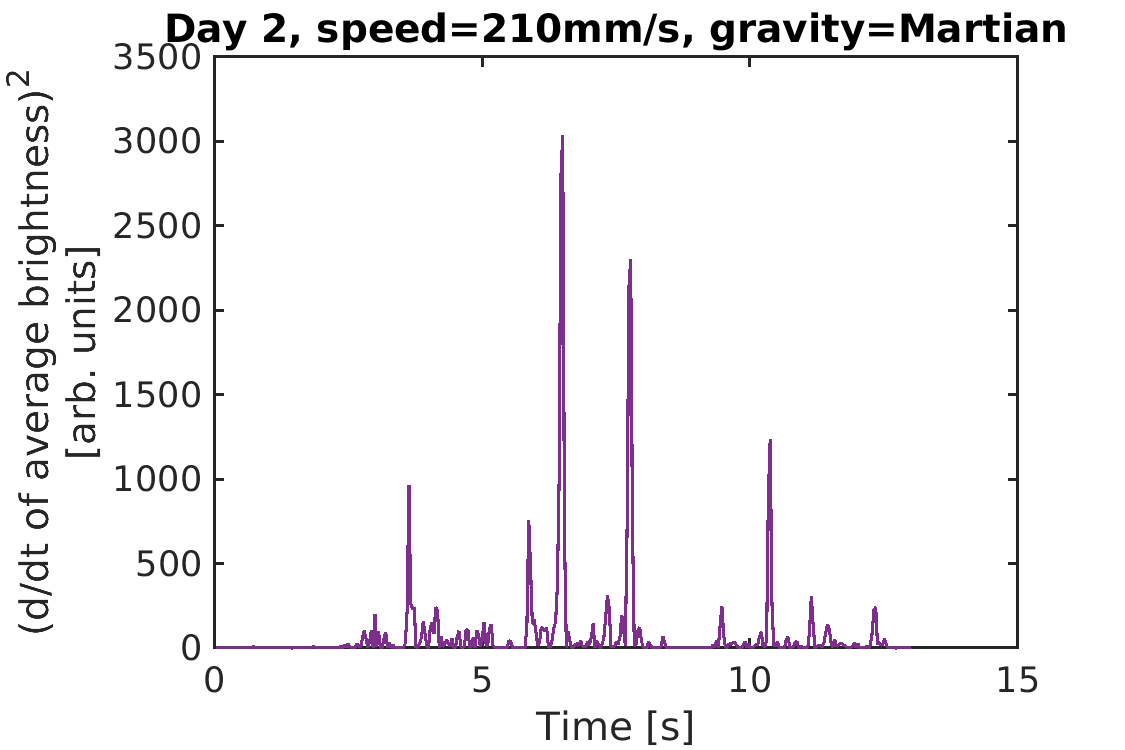 Day 2, speed=210mm/s, gravity=Martian
(d/dt of average brightness)²
[arb. units]
3500
3000
2500
2000
1500
1000
500
0
0 5 10 15
Time [s]